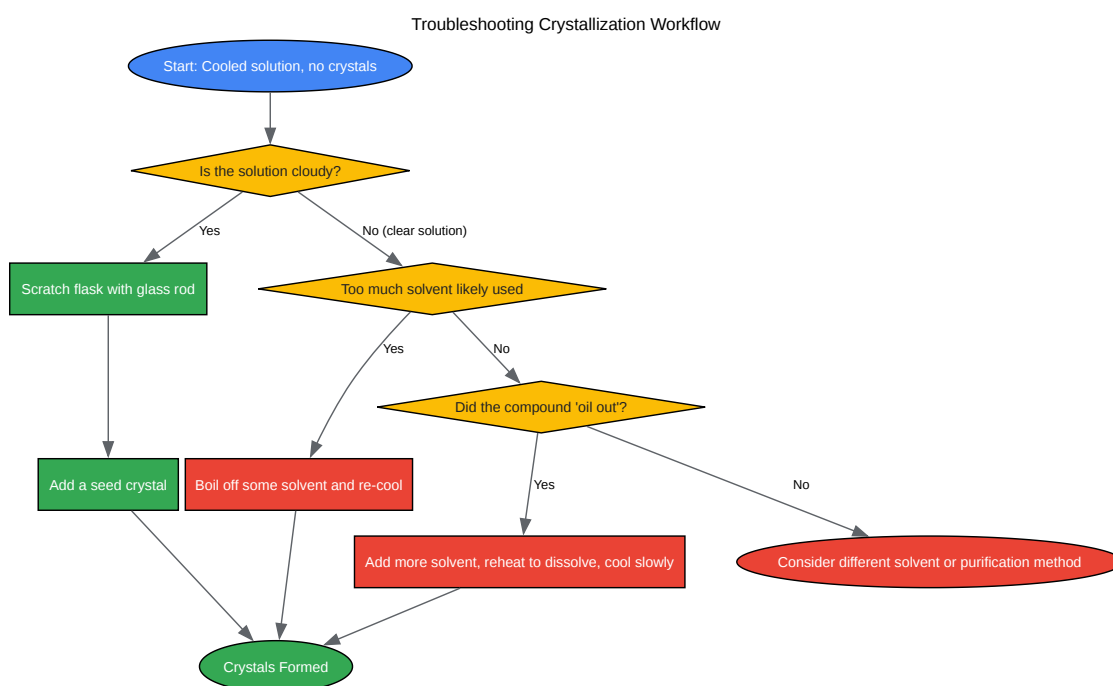 Troubleshooting Crystallization Workflow
Start: Cooled solution, no crystals
Is the solution cloudy?
Yes
No (clear solution)
Scratch flask with glass rod
Too much solvent likely used
Yes
No
Did the compound 'oil out'?
Add a seed crystal
Boil off some solvent and re-cool
Yes
No
Add more solvent, reheat to dissolve, cool slowly
Consider different solvent or purification method
Crystals Formed